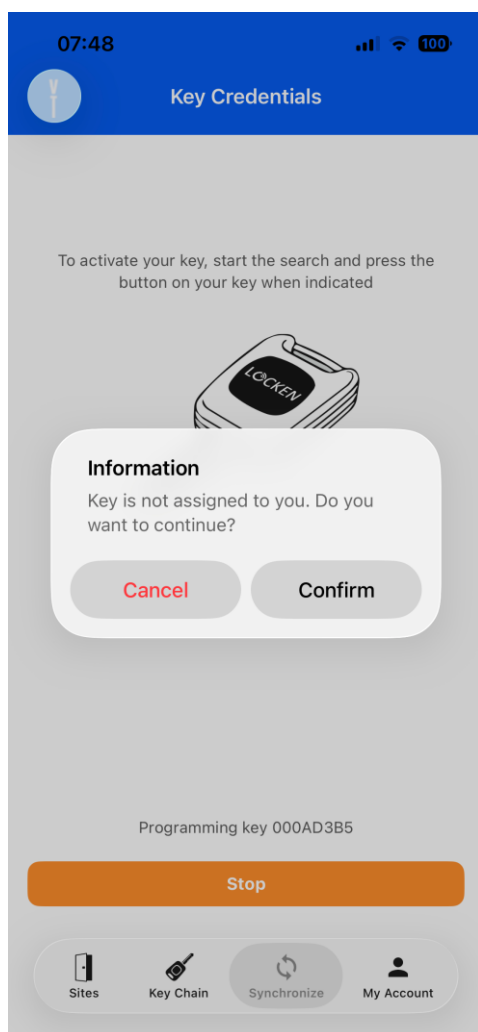 07:48
100
YT
Key Credentials
To activate your key, start the search and press the
button on your key when indicated
LOCKEN
Information
Key is not assigned to you. Do you
want to continue?
Cancel
Confirm
Programming key 000AD3B5
Stop
Sites
Key Chain
Synchronize
My Account